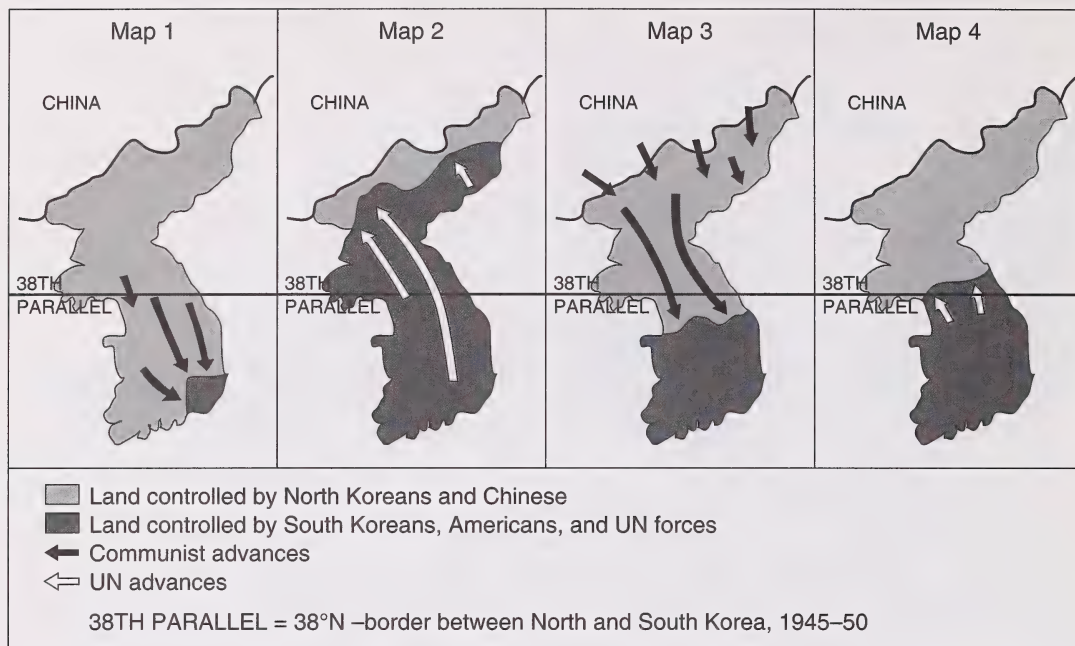 Map 1
Map 2
Map 3
Map 4
CHINA
CHINA
CHINA
CHINA
38TH
PARALLEL
38TH
PARALLEL
38TH
PARALLEL
38TH
PARALLEL
Land controlled by North Koreans and Chinese
Land controlled by South Koreans, Americans, and UN forces
Communist advances
UN advances
38TH PARALLEL = 38°N –border between North and South Korea, 1945–50